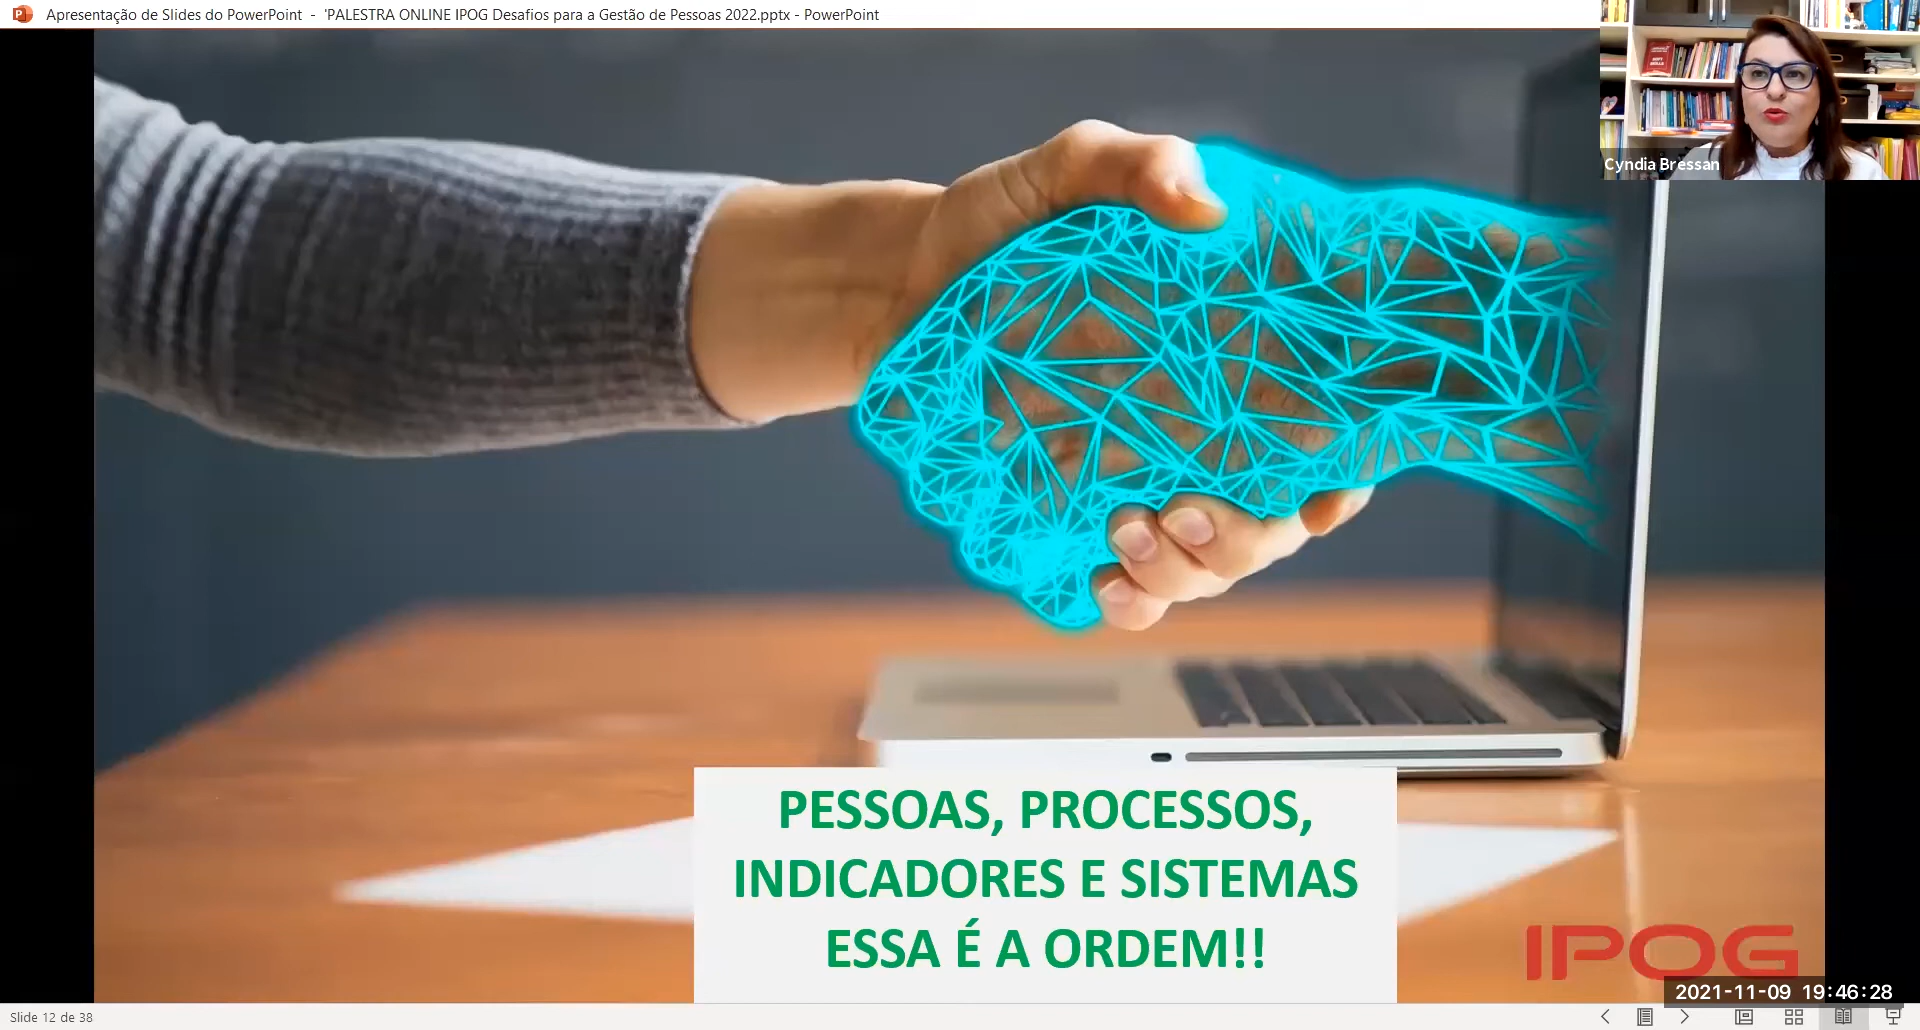 Apresentação de Slides do PowerPoint - 'PALESTRA ONLINE IPOG Desafios para a Gestão de Pessoas 2022.pptx - PowerPoint
Cyndia Bressan
PESSOAS, PROCESSOS,
INDICADORES E SISTEMAS
ESSA É A ORDEM!!
IPOG
2021-11-09 19:46:28
Slide 12 de 38